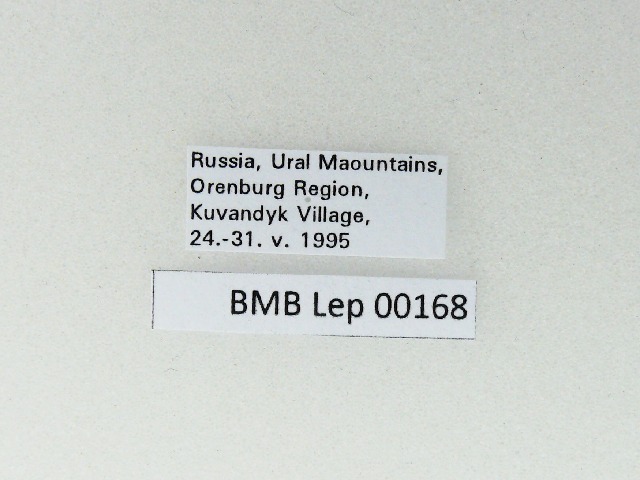 Russia, Ural Maountains,
Orenburg Region,
Kuvandyk Village,
24.-31. v. 1995
BMB Lep 00168